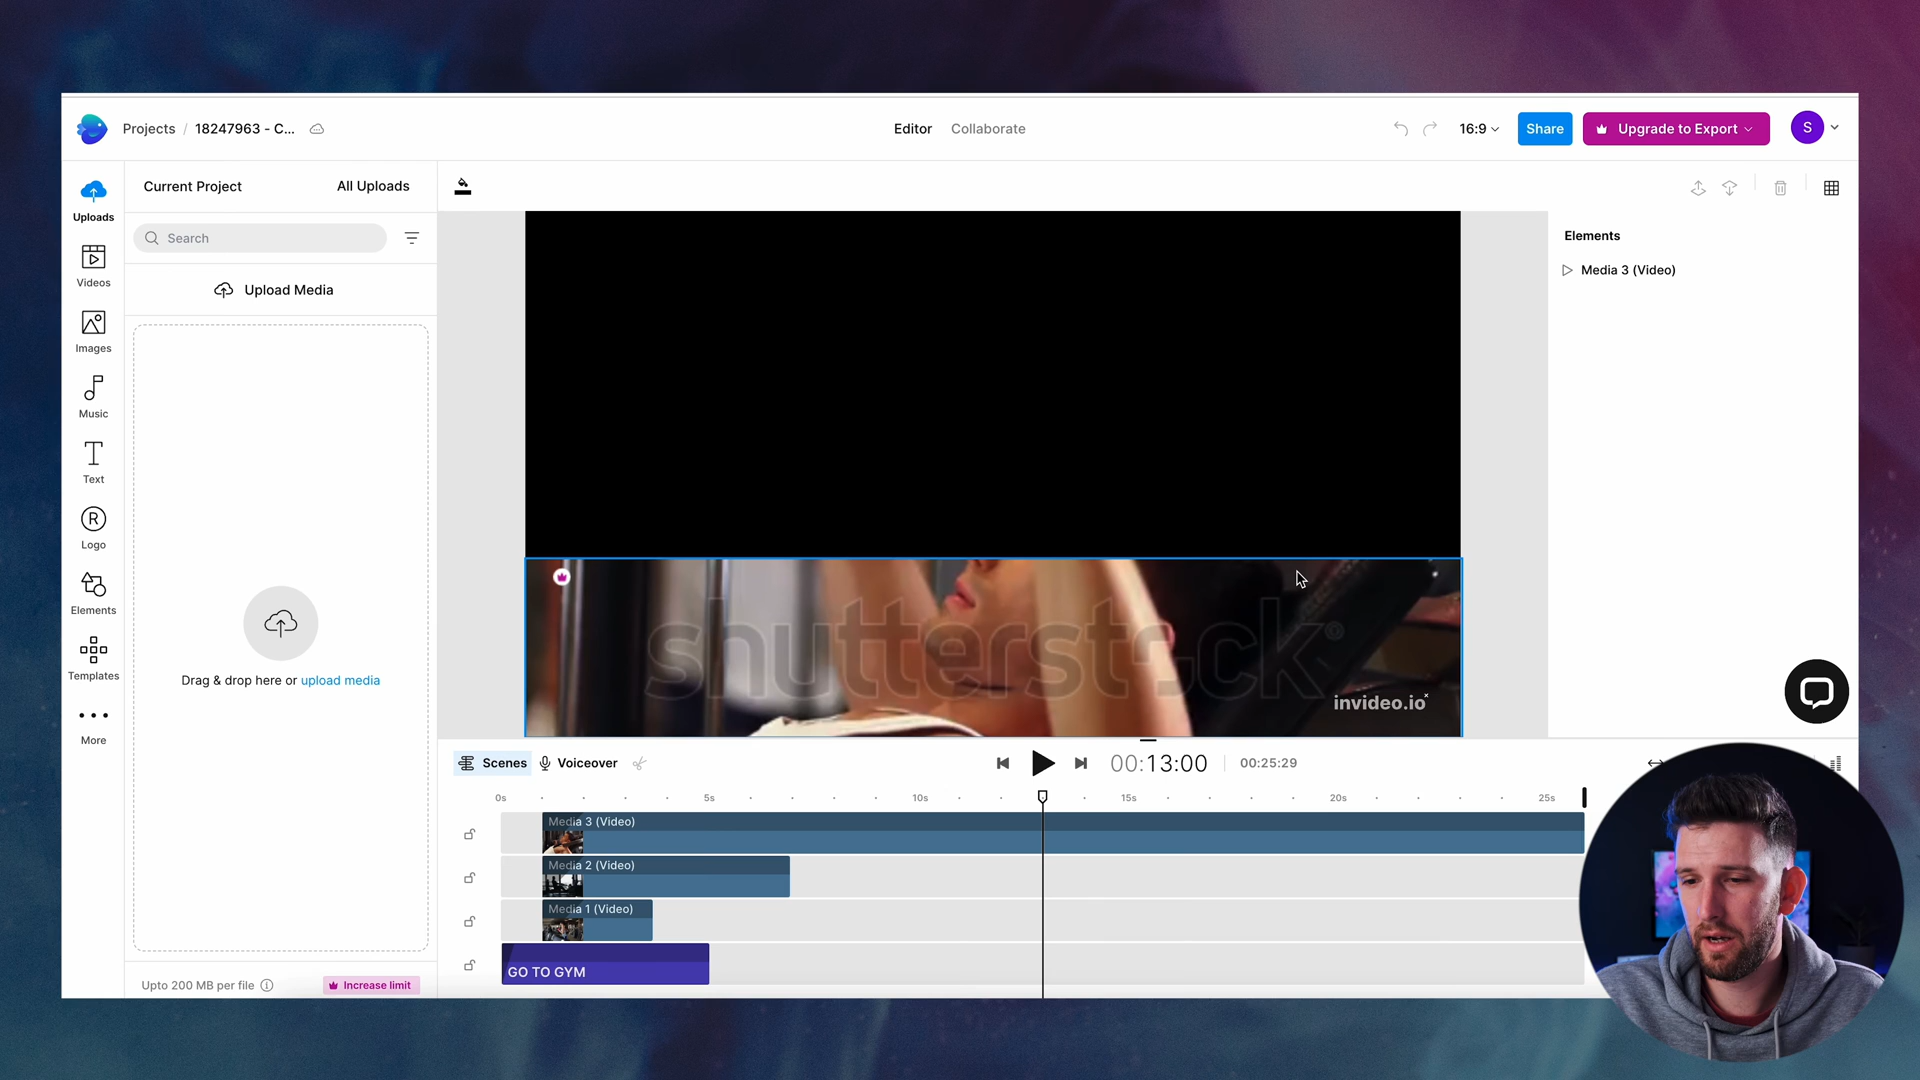 Projects / 18247963 - C...
Editor
Collaborate
16:9
Share
Upgrade to Export
S
Uploads
Videos
Images
Music
Text
Logo
Elements
Templates
More
Current Project
All Uploads
Search
Upload Media
Drag & drop here or upload media
Upto 200 MB per file
Increase limit
shutterstock
invideo.io
Elements
Media 3 (Video)
Scenes
Voiceover
00:13:00
00:25:29
0s
5s
10s
15s
20s
25s
Media 3 (Video)
Media 2 (Video)
Media 1 (Video)
GO TO GYM